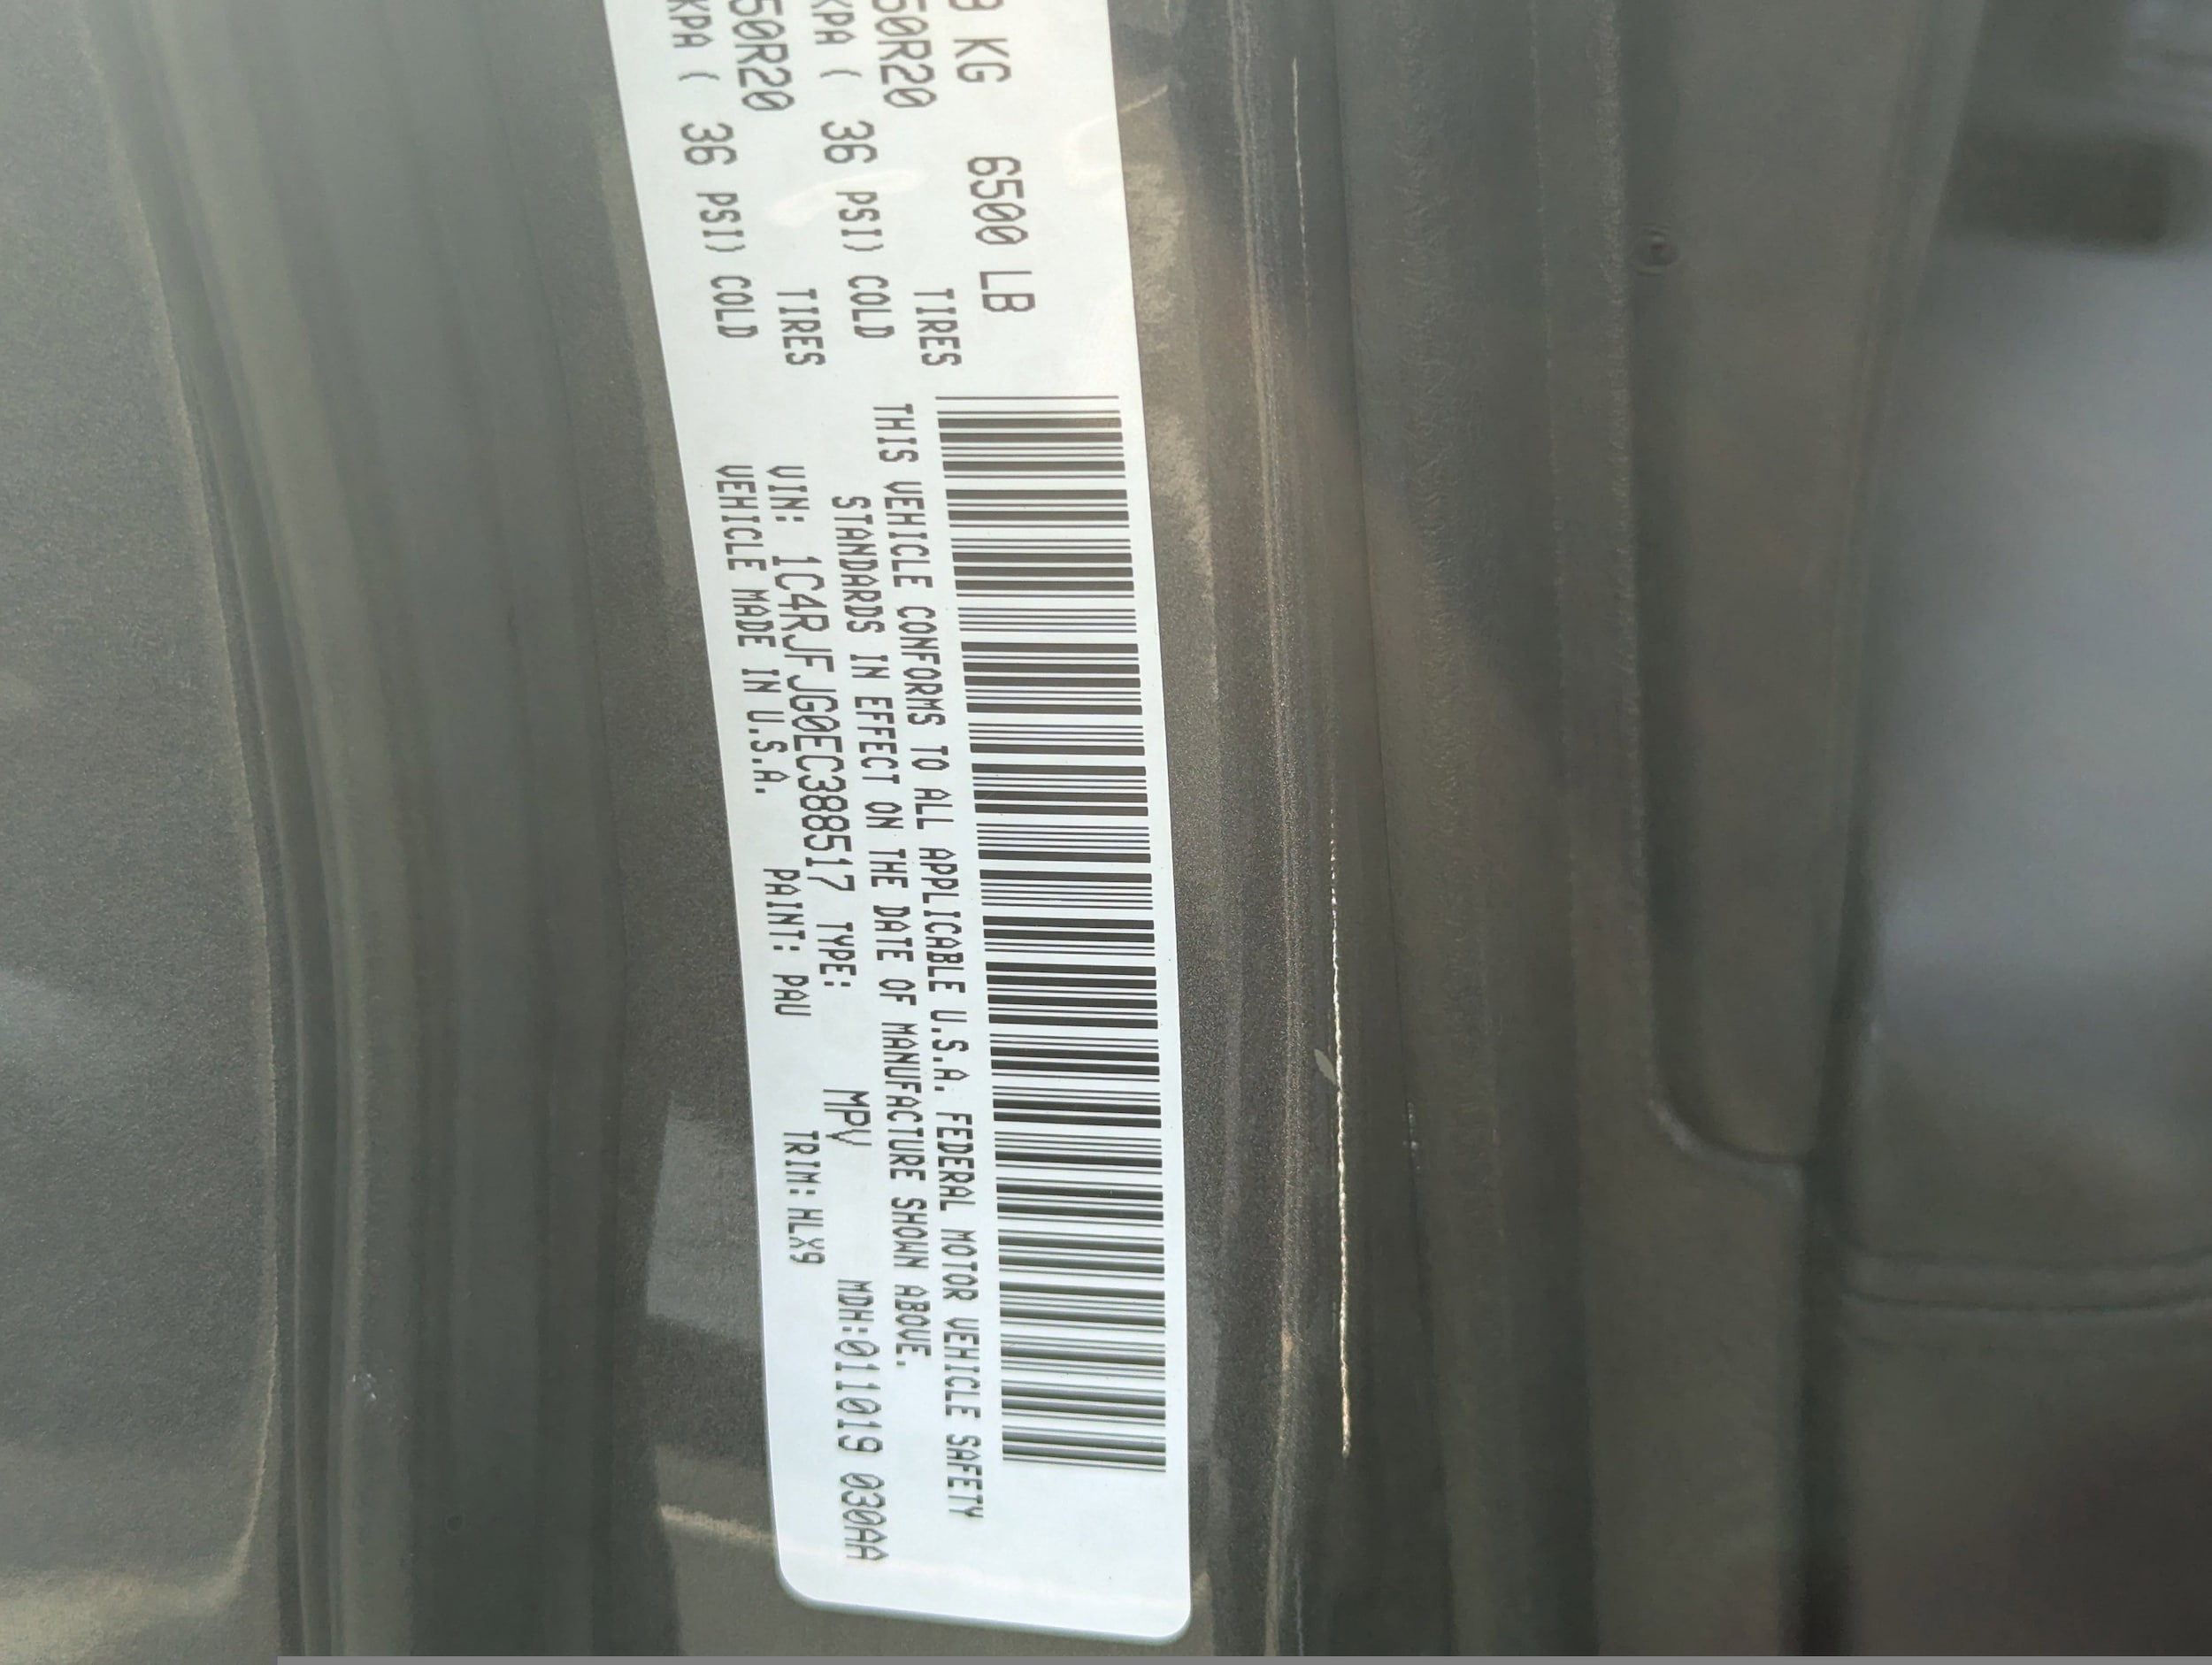 KG 6500 LB
50R20 TIRES
KPA ( 36 PSI) COLD
50R20 TIRES
KPA ( 36 PSI) COLD
THIS VEHICLE CONFORMS TO ALL APPLICABLE U.S.A. FEDERAL MOTOR VEHICLE SAFETY
STANDARDS IN EFFECT ON THE DATE OF MANUFACTURE SHOWN ABOVE.
VIN: 1C4RJFJG0EC388517 TYPE: MPV MDH:011019 030AA
VEHICLE MADE IN U.S.A. PAINT: PAU TRIM: HLX9